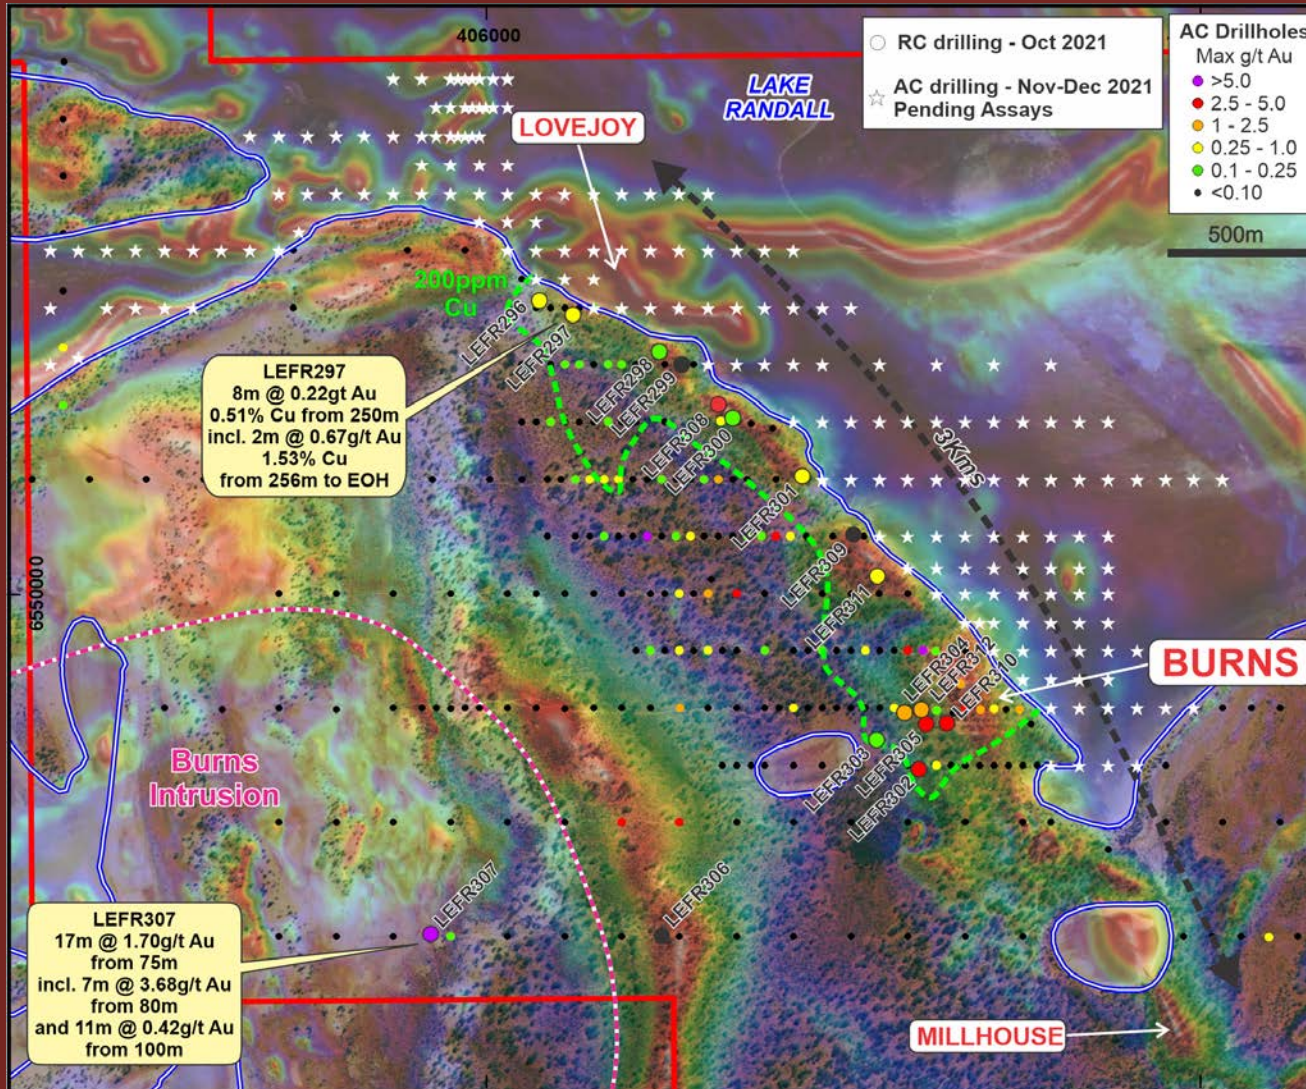 406000
LAKE
RANDALL
RC drilling - Oct 2021
AC drilling - Nov-Dec 2021
Pending Assays
AC Drillholes
Max g/t Au
>5.0
2.5 - 5.0
1 - 2.5
0.25 - 1.0
0.1 - 0.25
<0.10
500m
LOVEJOY
200ppm
Cu
LEFR296
LEFR297
LEFR298
LEFR299
LEFR308
LEFR300
LEFR301
LEFR309
LEFR311
LEFR304
LEFR312
LEFR310
LEFR303
LEFR305
LEFR302
LEFR306
LEFR307
3Kms
LEFR297
8m @ 0.22gt Au
0.51% Cu from 250m
incl. 2m @ 0.67g/t Au
1.53% Cu
from 256m to EOH
6550000
BURNS
Burns
Intrusion
LEFR307
17m @ 1.70g/t Au
from 75m
incl. 7m @ 3.68g/t Au
from 80m
and 11m @ 0.42g/t Au
from 100m
MILLHOUSE